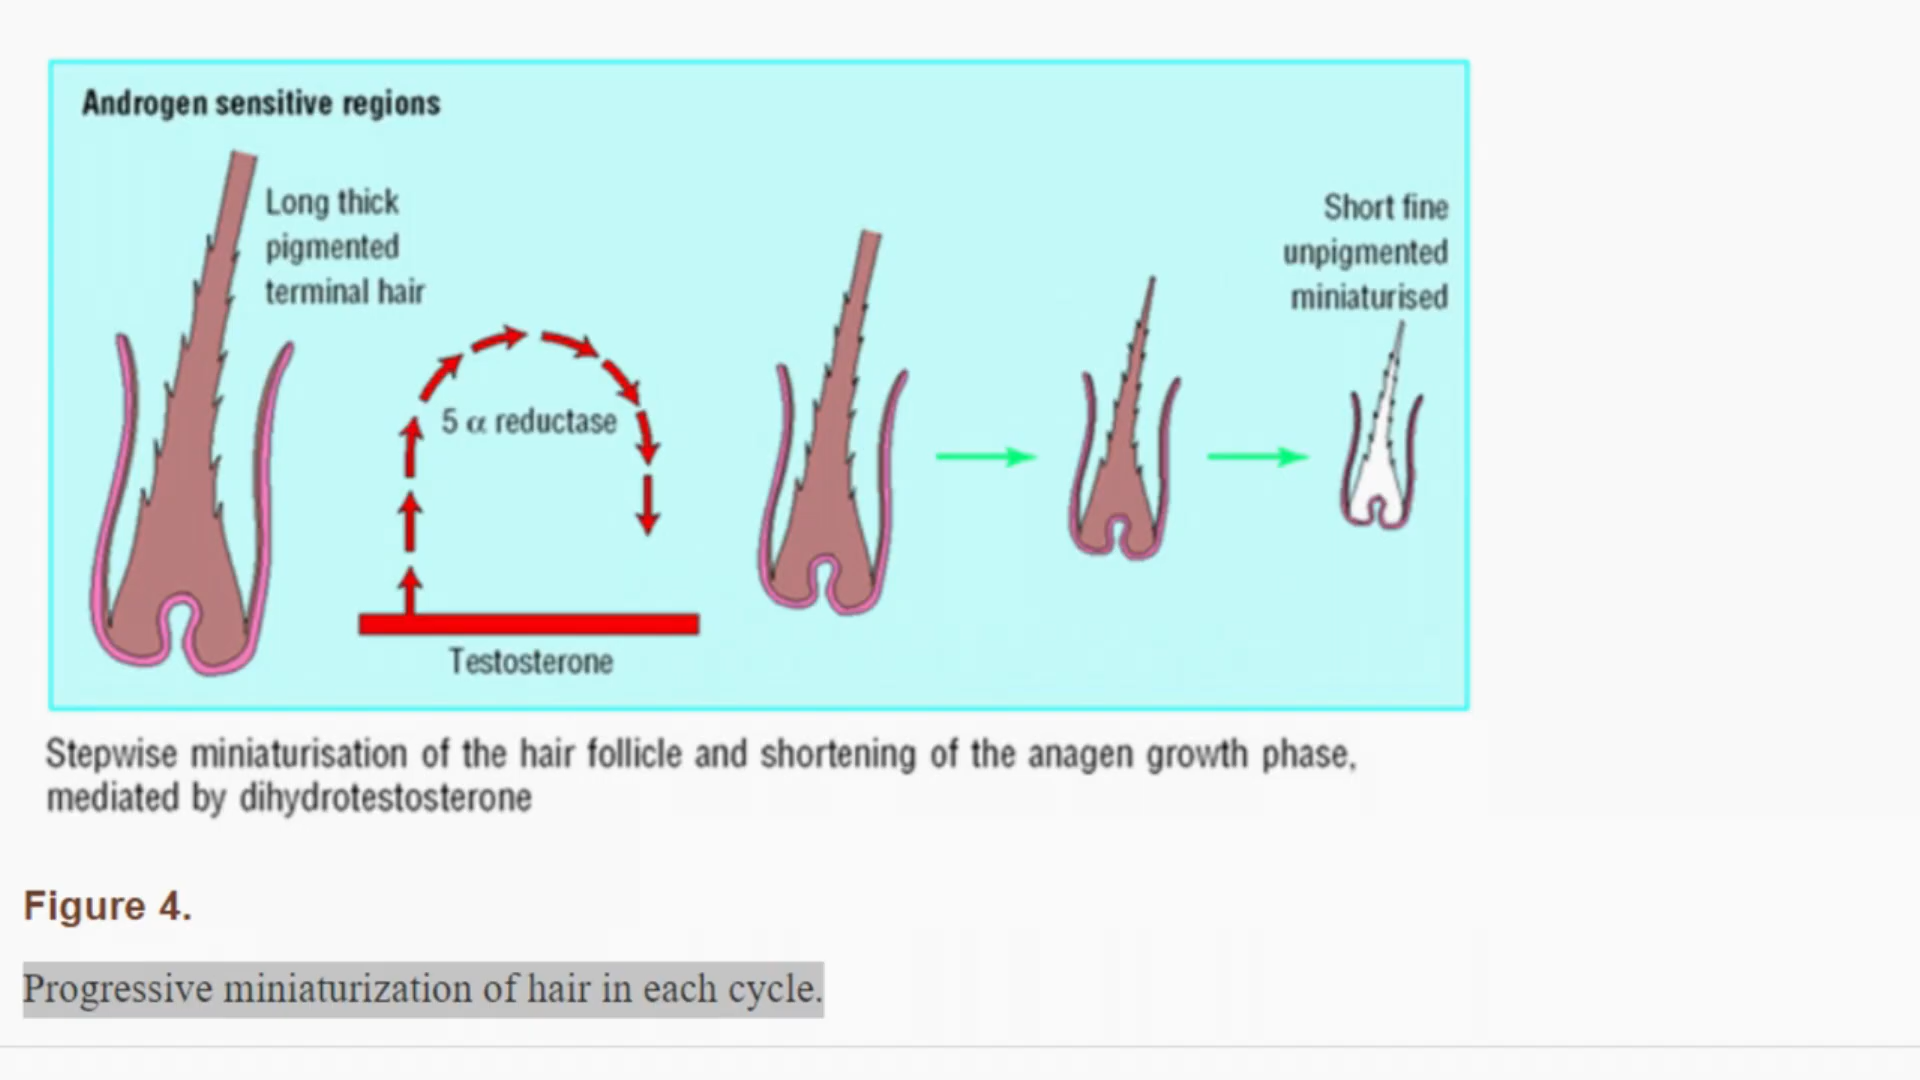 Androgen sensitive regions
Long thick
pigmented
terminal hair
5 α reductase
Testosterone
Short fine
unpigmented
miniaturised
Stepwise miniaturisation of the hair follicle and shortening of the anagen growth phase,
mediated by dihydrotestosterone
Figure 4.
Progressive miniaturization of hair in each cycle.